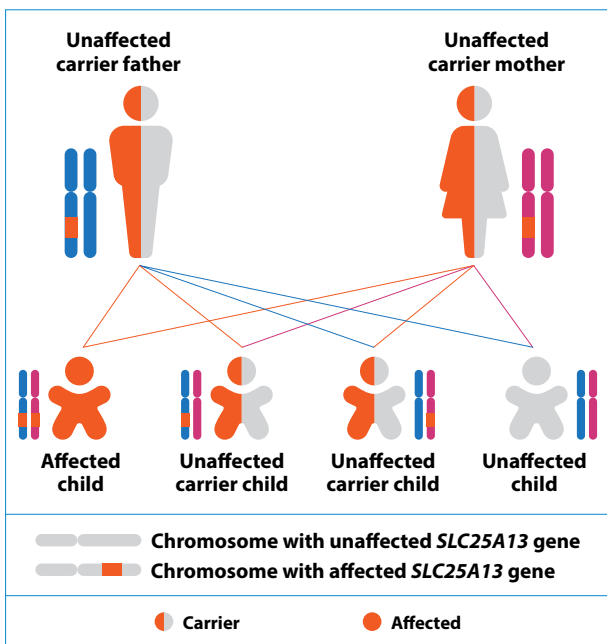 Unaffected
carrier father
Unaffected
carrier mother
Affected
child
Unaffected
carrier child
Unaffected
carrier child
Unaffected
child
Chromosome with unaffected SLC25A13 gene
Chromosome with affected SLC25A13 gene
Carrier
Affected